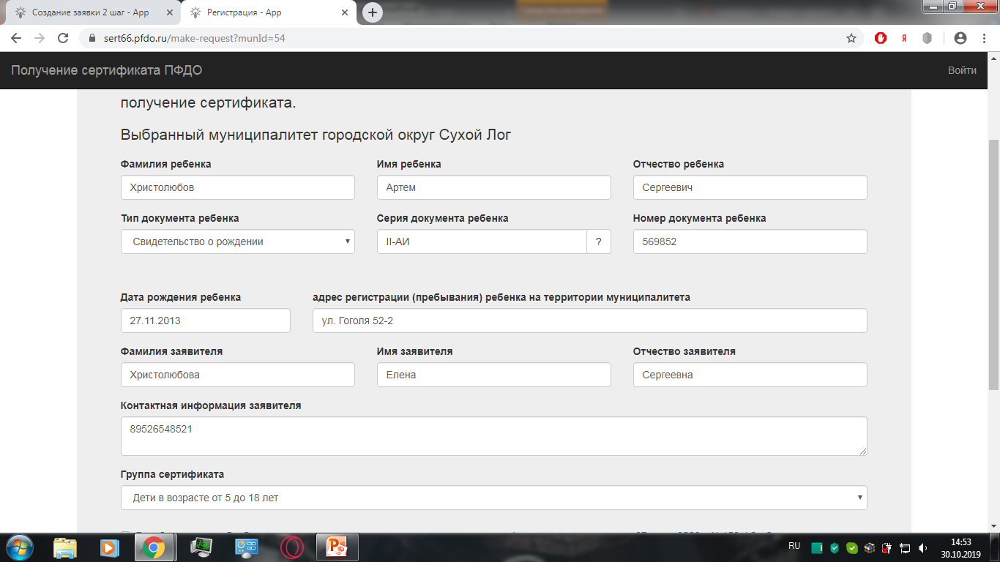 Создание заявки 2 шаг - App
Регистрация - App
sert66.pfdo.ru/make-request?munId=54
Получение сертификата ПФДО
Войти
получение сертификата.
Выбранный муниципалитет городской округ Сухой Лог
Фамилия ребенка
Имя ребенка
Отчество ребенка
Христолюбов
Артем
Сергеевич
Тип документа ребенка
Серия документа ребенка
Номер документа ребенка
Свидетельство о рождении
II-АИ
?
569852
Дата рождения ребенка
адрес регистрации (пребывания) ребенка на территории муниципалитета
27.11.2013
ул. Гоголя 52-2
Фамилия заявителя
Имя заявителя
Отчество заявителя
Христолюбова
Елена
Сергеевна
Контактная информация заявителя
89526548521
Группа сертификата
Дети в возрасте от 5 до 18 лет
RU
14:53
30.10.2019